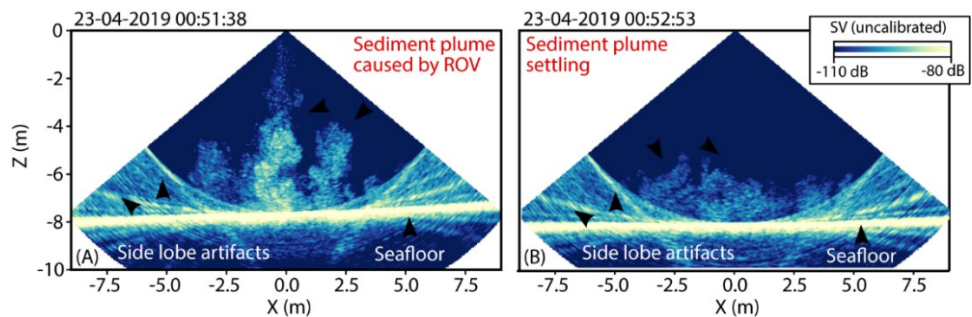 23-04-2019 00:51:38
23-04-2019 00:52:53
SV (uncalibrated)
-110 dB
-80 dB
Sediment plume
caused by ROV
Sediment plume
settling
0
-2
-4
-6
-8
-10
Z (m)
(A)
Side lobe artifacts
Seafloor
(B)
Side lobe artifacts
Seafloor
-7.5
-5.0
-2.5
0
2.5
5.0
7.5
-7.5
-5.0
-2.5
0
2.5
5.0
7.5
X (m)
X (m)